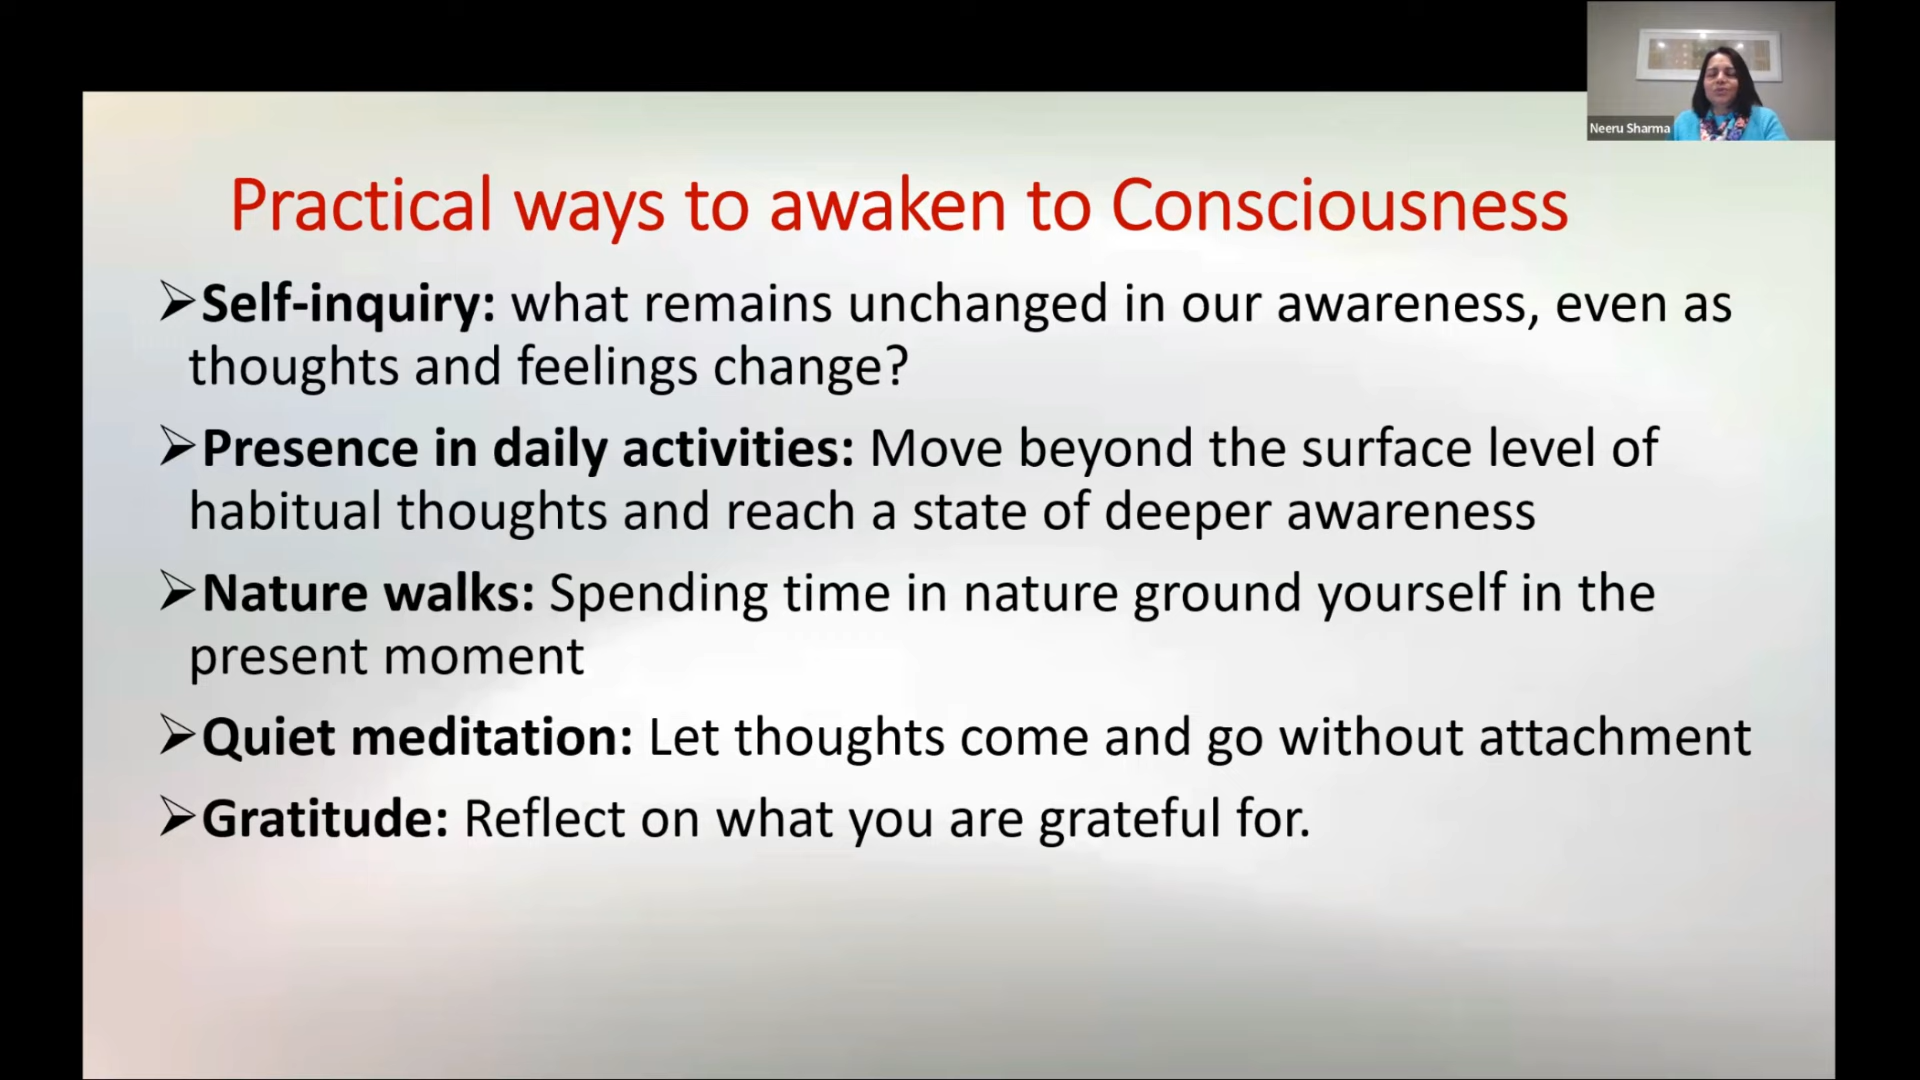 Neeru Sharma
Practical ways to awaken to Consciousness
➢Self-inquiry: what remains unchanged in our awareness, even as
thoughts and feelings change?
➢Presence in daily activities: Move beyond the surface level of
habitual thoughts and reach a state of deeper awareness
➢Nature walks: Spending time in nature ground yourself in the
present moment
➢Quiet meditation: Let thoughts come and go without attachment
➢Gratitude: Reflect on what you are grateful for.